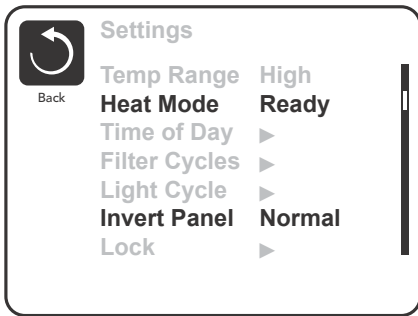 Settings
Back
Temp Range High
Heat Mode Ready
Time of Day ▶
Filter Cycles ▶
Light Cycle ▶
Invert Panel Normal
Lock ▶